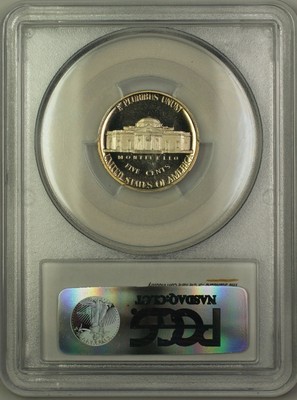 E PLURIBUS UNUM
MONTICELLO
FIVE CENTS
UNITED STATES OF AMERICA
NASDAQ:CLCT
PCGS